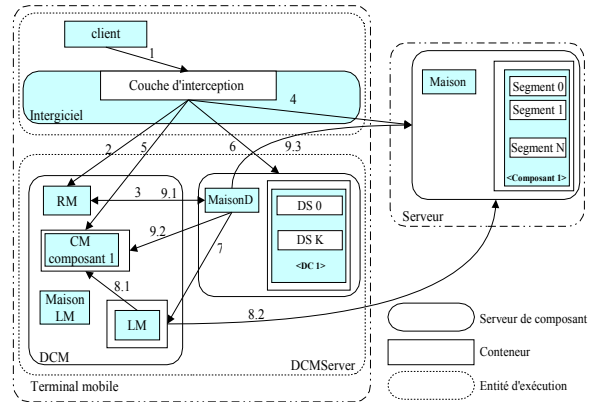 client
1
Couche d'interception
Intergiciel
4
2
5
6
9.3
RM
3
9.1
MaisonD
9.2
CM
composant 1
7
DS 0
DS K
<DC 1>
8.1
Maison
LM
LM
8.2
DCM
DCMServer
Terminal mobile
Maison
Segment 0
Segment 1
Segment N
<Composant 1>
Serveur
Serveur de composant
Conteneur
Entité d'exécution